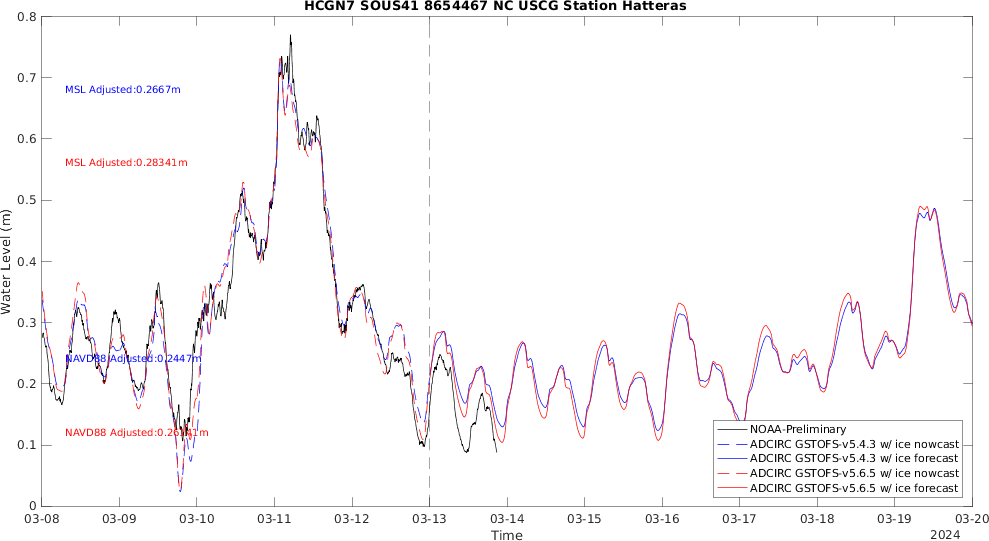 HCGN7 SOUS41 8654467 NC USCG Station Hatteras
Water Level (m)
0.8
0.7
0.6
0.5
0.4
0.3
0.2
0.1
0
MSL Adjusted:0.2667m
MSL Adjusted:0.28341m
NAVD88 Adjusted:0.2447m
NAVD88 Adjusted:
NOAA-Preliminary
ADCIRC GSTOFS-v5.4.3 w/ ice nowcast
ADCIRC GSTOFS-v5.4.3 w/ ice forecast
ADCIRC GSTOFS-v5.6.5 w/ ice nowcast
ADCIRC GSTOFS-v5.6.5 w/ ice forecast
03-08 03-09 03-10 03-11 03-12 03-13 03-14 03-15 03-16 03-17 03-18 03-19 03-20
Time
2024